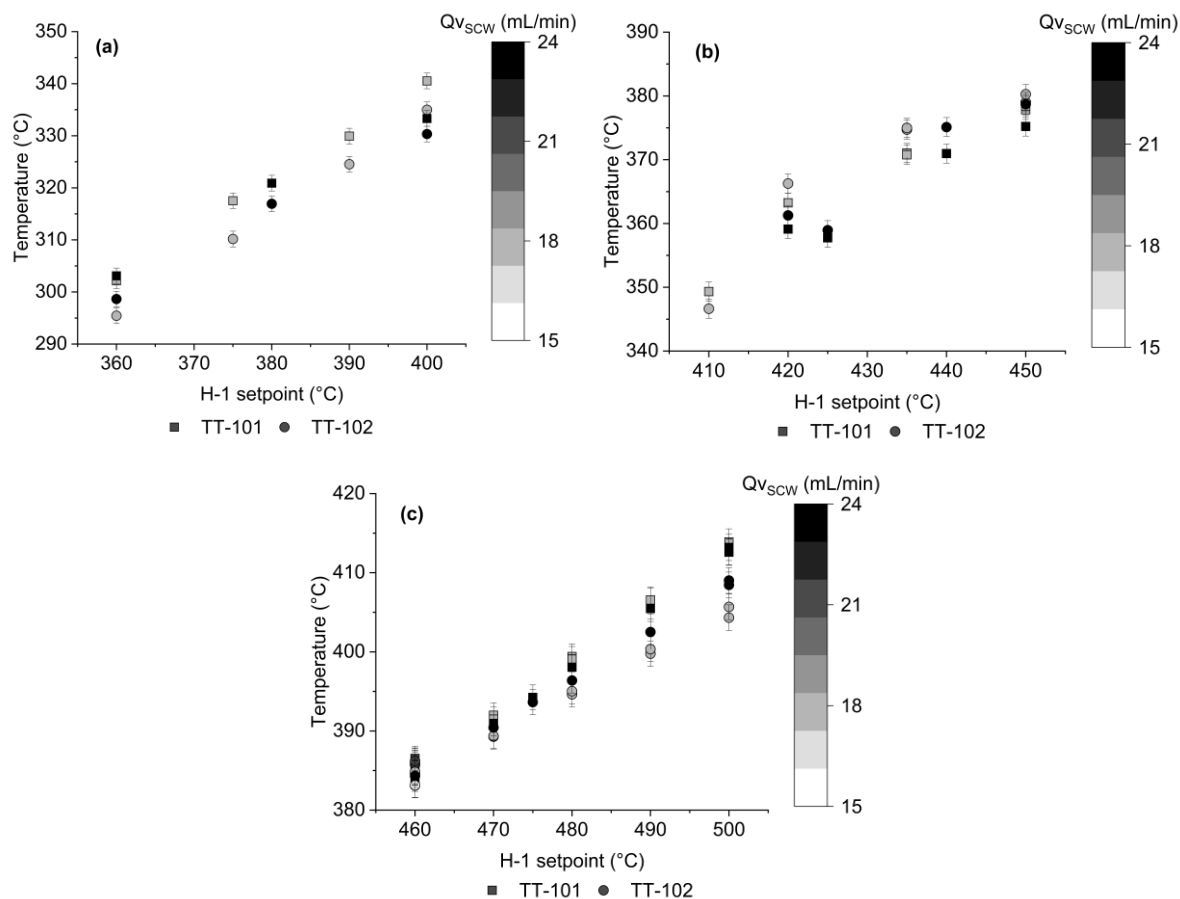 (a)
Temperature (°C)
350
340
330
320
310
300
290
360 370 380 390 400
H-1 setpoint (°C)
TT-101 TT-102
Qv_SCW (mL/min)
24
21
18
15
(b)
Temperature (°C)
390
380
370
360
350
340
410 420 430 440 450
H-1 setpoint (°C)
TT-101 TT-102
Qv_SCW (mL/min)
24
21
18
15
(c)
Temperature (°C)
420
410
400
390
380
460 470 480 490 500
H-1 setpoint (°C)
TT-101 TT-102
Qv_SCW (mL/min)
24
21
18
15